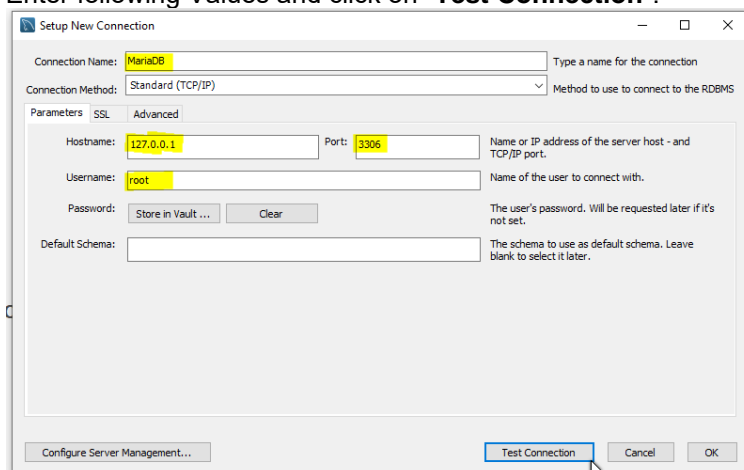 Enter following Values and click on "Test Connection".
Setup New Connection
Connection Name: MariaDB Type a name for the connection
Connection Method: Standard (TCP/IP) Method to use to connect to the RDBMS
Parameters SSL Advanced
Hostname: 127.0.0.1 Port: 3306 Name or IP address of the server host - and
TCP/IP port.
Username: root Name of the user to connect with.
Password: Store in Vault ... Clear The user's password. Will be requested later if it's
not set.
Default Schema: The schema to use as default schema. Leave
blank to select it later.
Configure Server Management... Test Connection Cancel OK